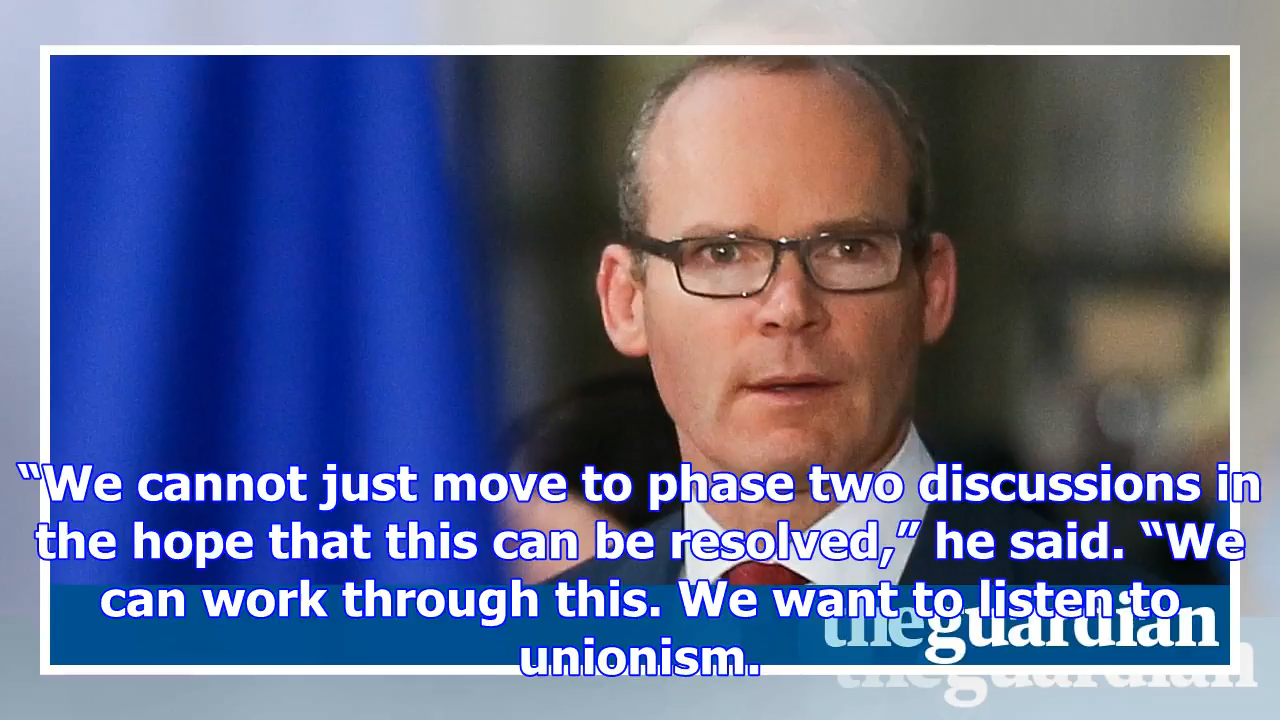 “We cannot just move to phase two discussions in
the hope that this can be resolved,” he said. “We
can work through this. We want to listen to
unionism.
theguardian
theguardian